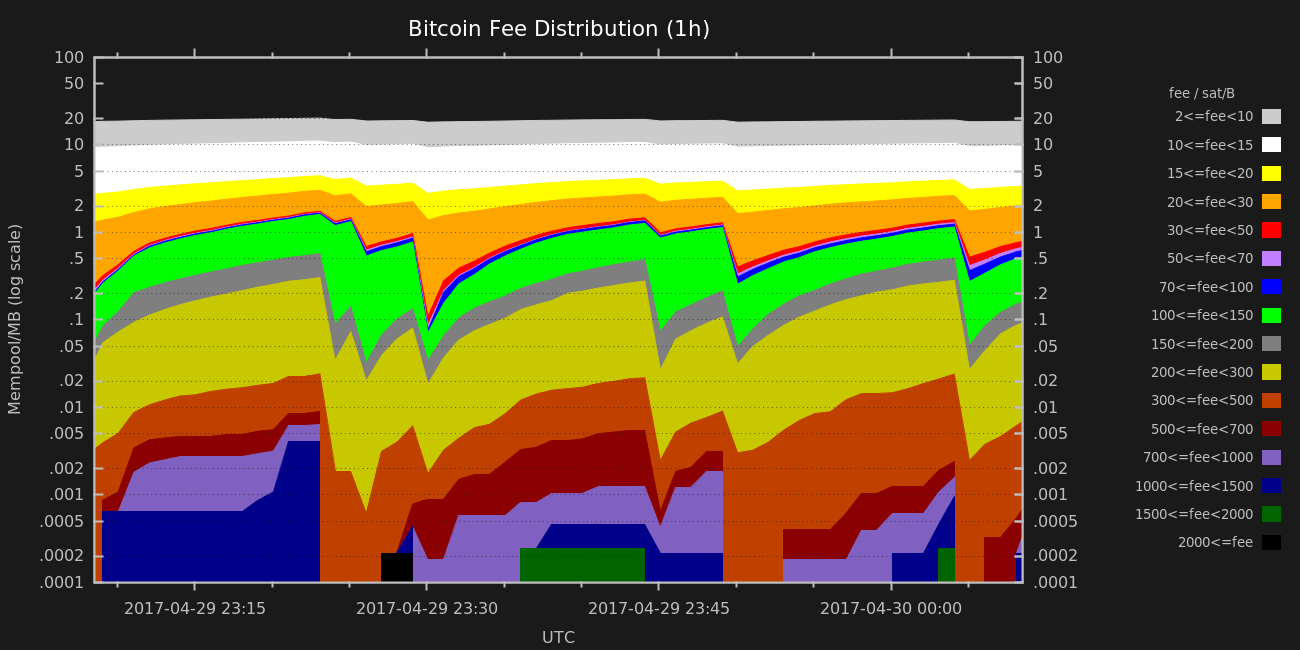 Bitcoin Fee Distribution (1h)
Mempool/MB (log scale)
100
50
20
10
5
2
1
.5
.2
.1
.05
.02
.01
.005
.002
.001
.0005
.0002
.0001
100
50
20
10
5
2
1
.5
.2
.1
.05
.02
.01
.005
.002
.001
.0005
.0002
.0001
fee / sat/B
2<=fee<10
10<=fee<15
15<=fee<20
20<=fee<30
30<=fee<50
50<=fee<70
70<=fee<100
100<=fee<150
150<=fee<200
200<=fee<300
300<=fee<500
500<=fee<700
700<=fee<1000
1000<=fee<1500
1500<=fee<2000
2000<=fee
2017-04-29 23:15 2017-04-29 23:30 2017-04-29 23:45 2017-04-30 00:00
UTC